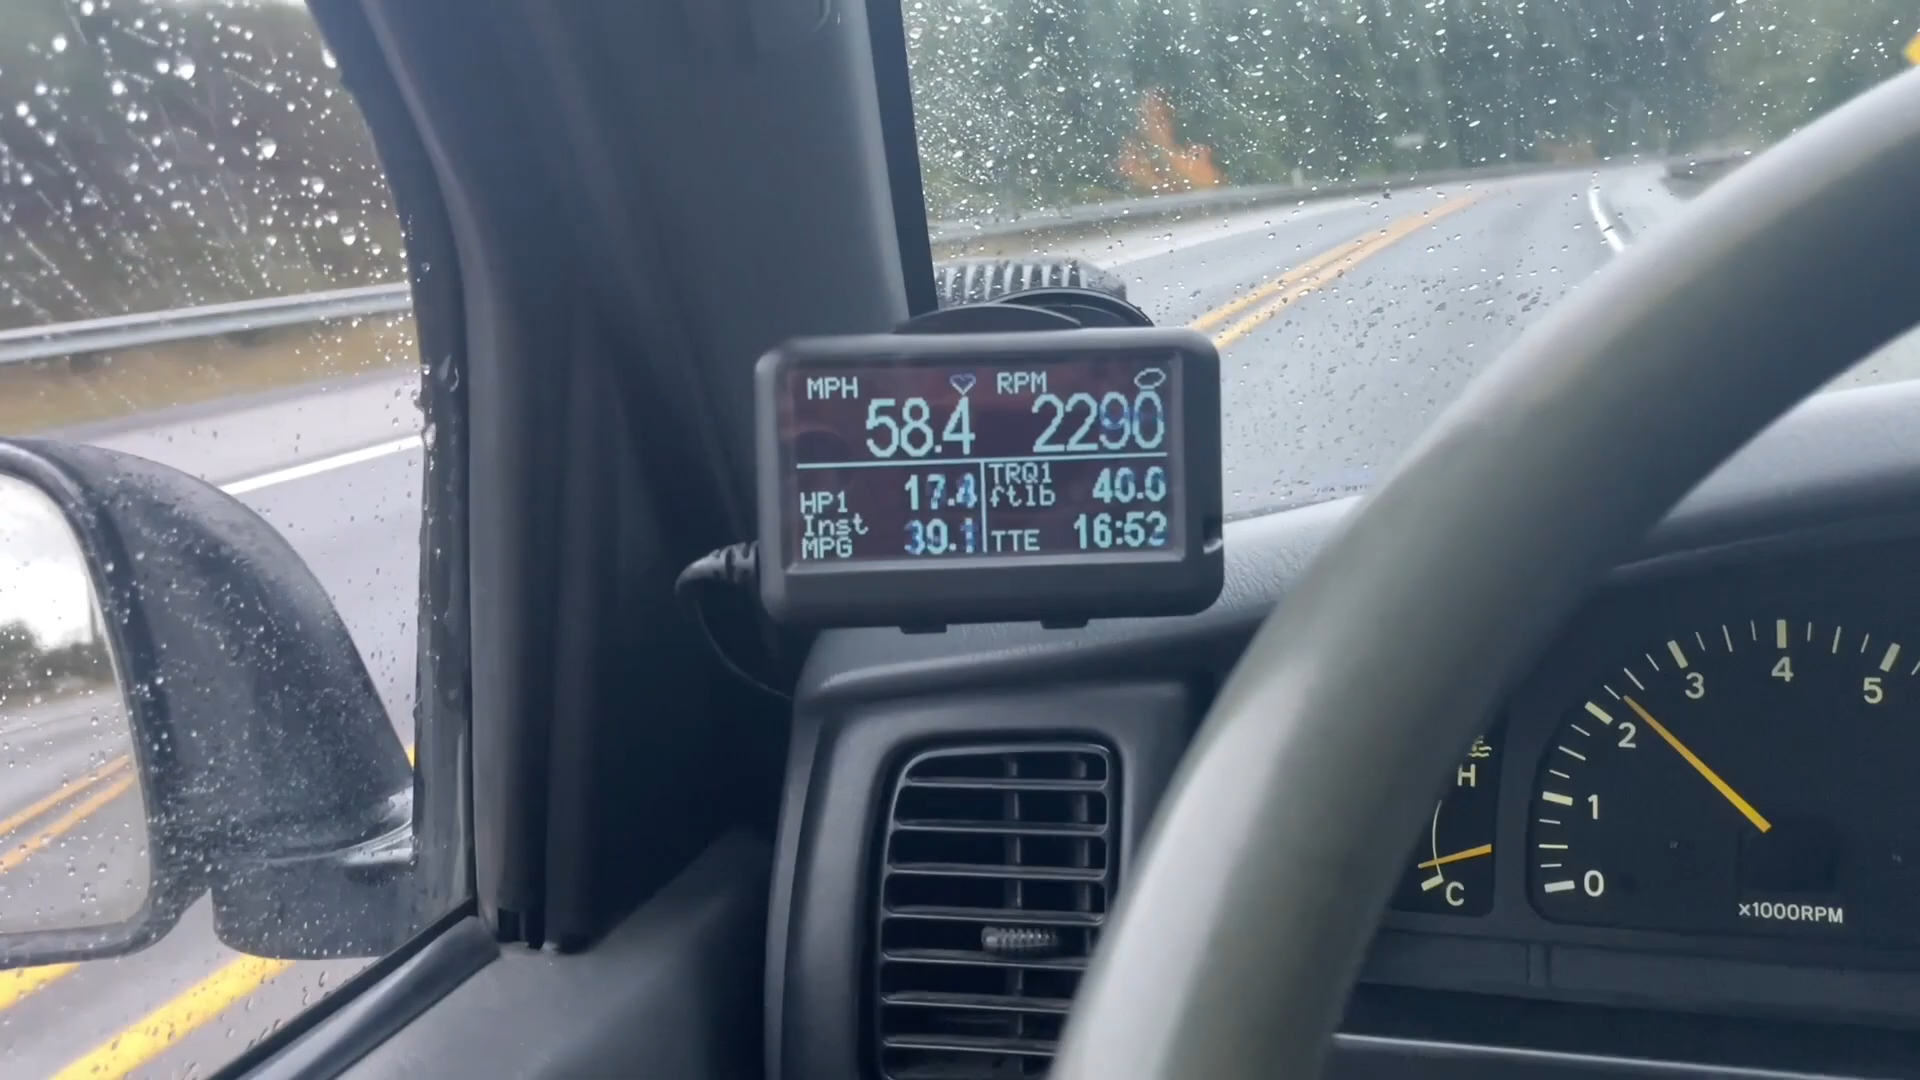 MPH RPM
58.4 2290
HP1 17.4 TRQ1 ftlb 40.6
Inst MPG 39.1 TTE 16:52
3 4 5
2
H
1
0
C
x1000RPM